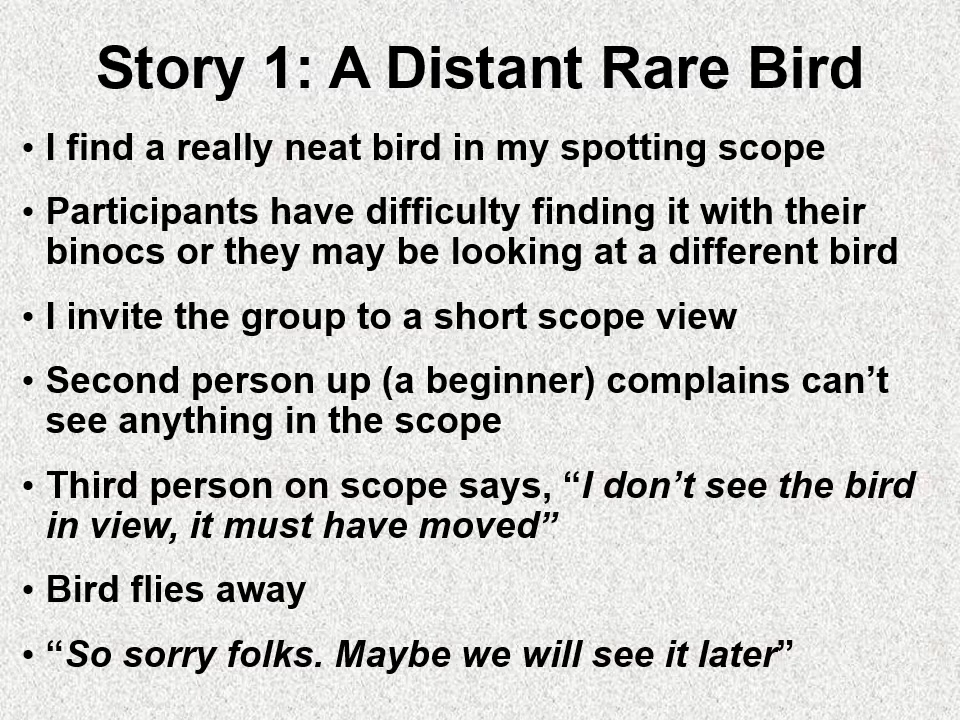 Story 1: A Distant Rare Bird
• I find a really neat bird in my spotting scope
• Participants have difficulty finding it with their
binocs or they may be looking at a different bird
• I invite the group to a short scope view
• Second person up (a beginner) complains can’t
see anything in the scope
• Third person on scope says, “I don’t see the bird
in view, it must have moved”
• Bird flies away
• “So sorry folks. Maybe we will see it later”